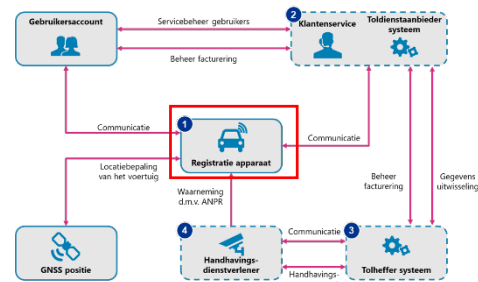 Gebruikersaccount
Servicebeheer gebruikers
Beheer facturering
2
Klantenservice
Toldienstaanbieder
systeem
Communicatie
1
Registratie apparaat
Communicatie
Locatiebepaling
van het voertuig
Waarneming
d.m.v. ANPR
Beheer
facturering
Gegevens
uitwisseling
GNSS positie
4
Handhavings-
dienstverlener
Communicatie
Handhavings-
3
Tolheffer systeem